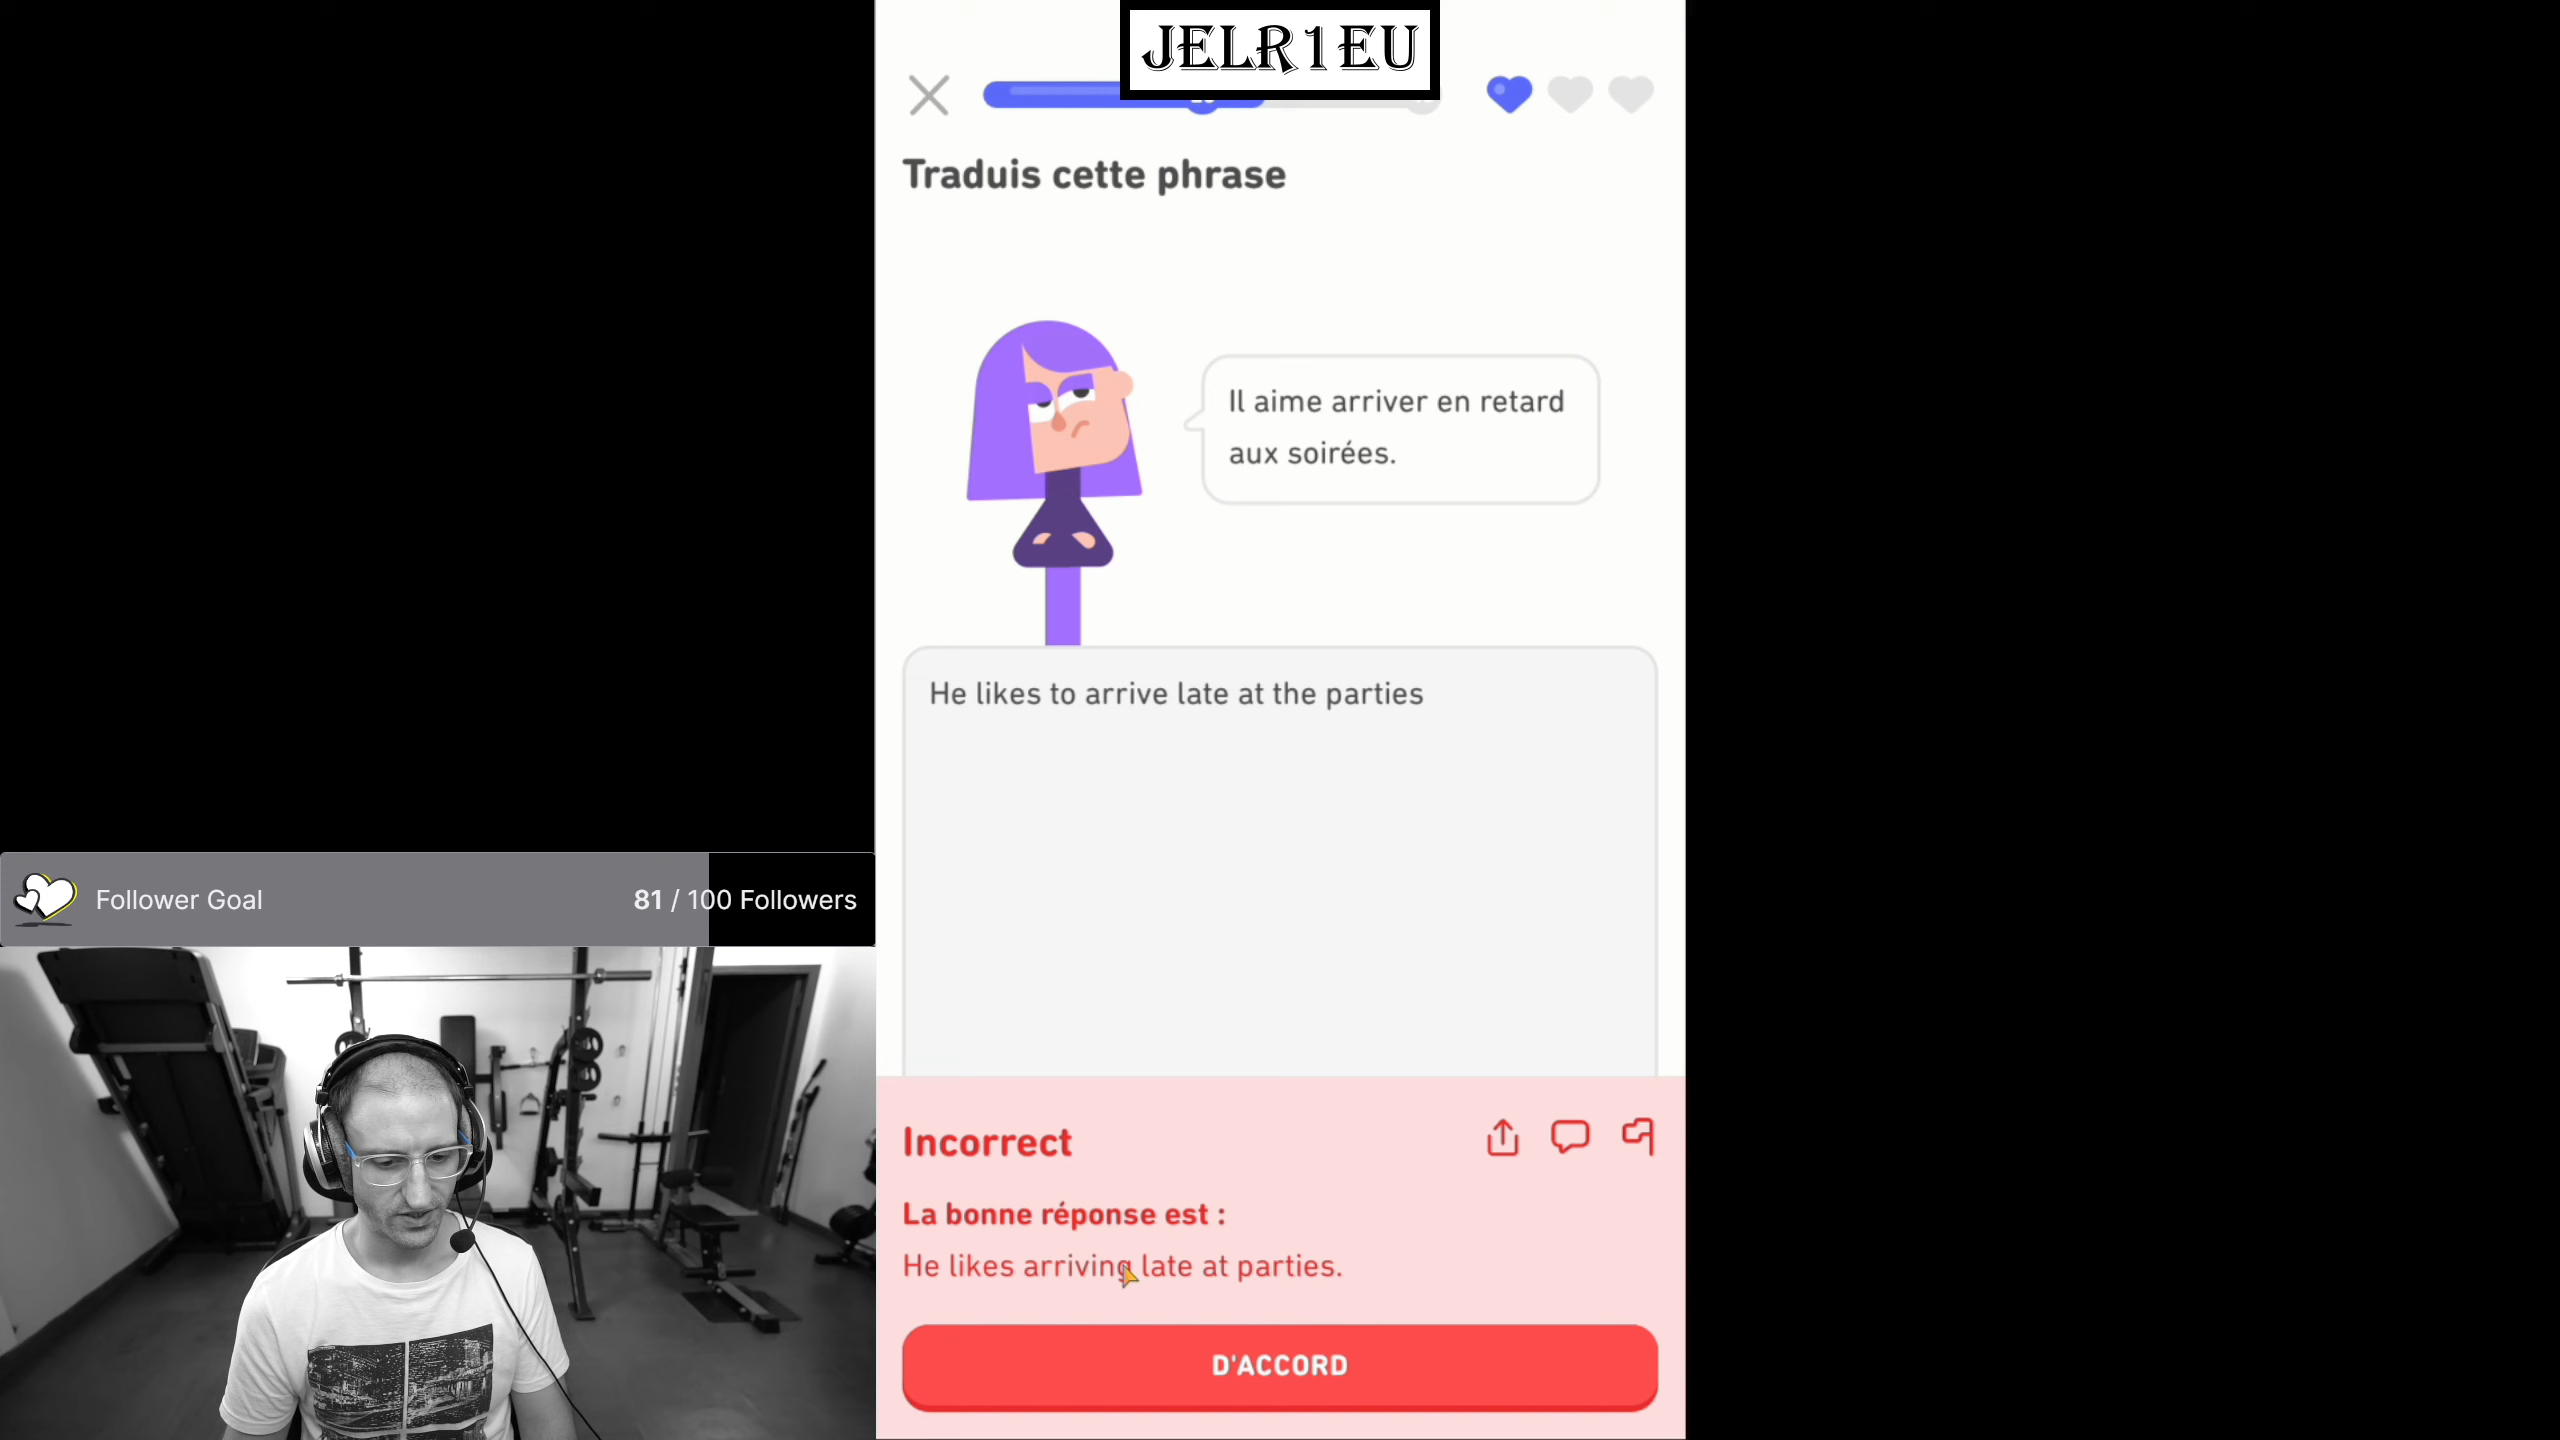 JELR1EU
Traduis cette phrase
Il aime arriver en retard
aux soirées.
He likes to arrive late at the parties
Follower Goal
81 / 100 Followers
Incorrect
La bonne réponse est :
He likes arriving late at parties.
D'ACCORD